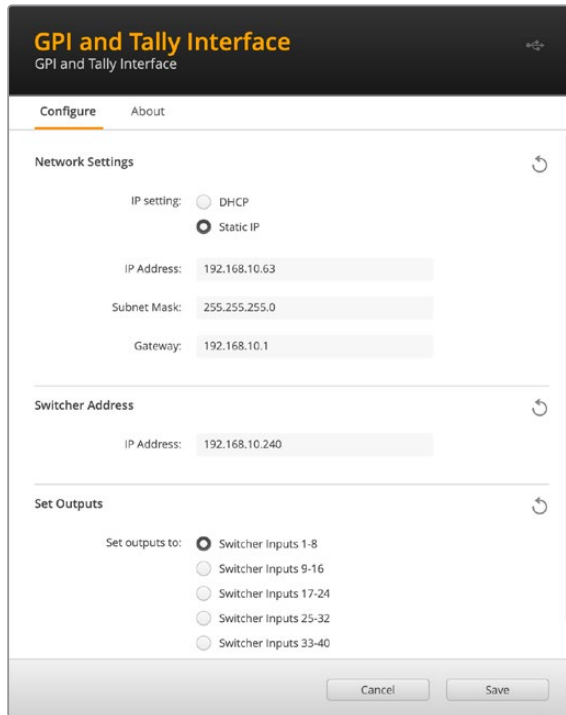 GPI and Tally Interface
GPI and Tally Interface
Configure About
Network Settings
IP setting: DHCP
Static IP
IP Address: 192.168.10.63
Subnet Mask: 255.255.255.0
Gateway: 192.168.10.1
Switcher Address
IP Address: 192.168.10.240
Set Outputs
Set outputs to: Switcher Inputs 1-8
Switcher Inputs 9-16
Switcher Inputs 17-24
Switcher Inputs 25-32
Switcher Inputs 33-40
Cancel Save